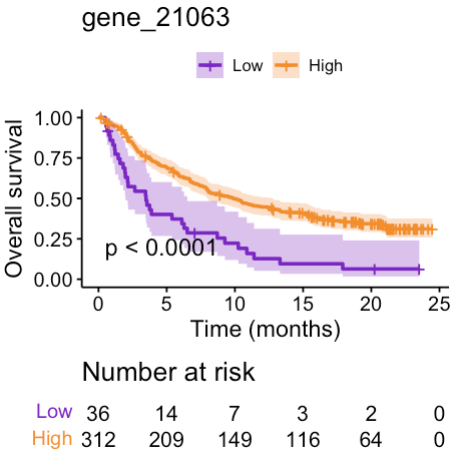 gene_21063
Low High
Overall survival
1.00
0.75
0.50
0.25
0.00
p < 0.0001
0 5 10 15 20 25
Time (months)
Number at risk
Low 36 14 7 3 2 0
High 312 209 149 116 64 0